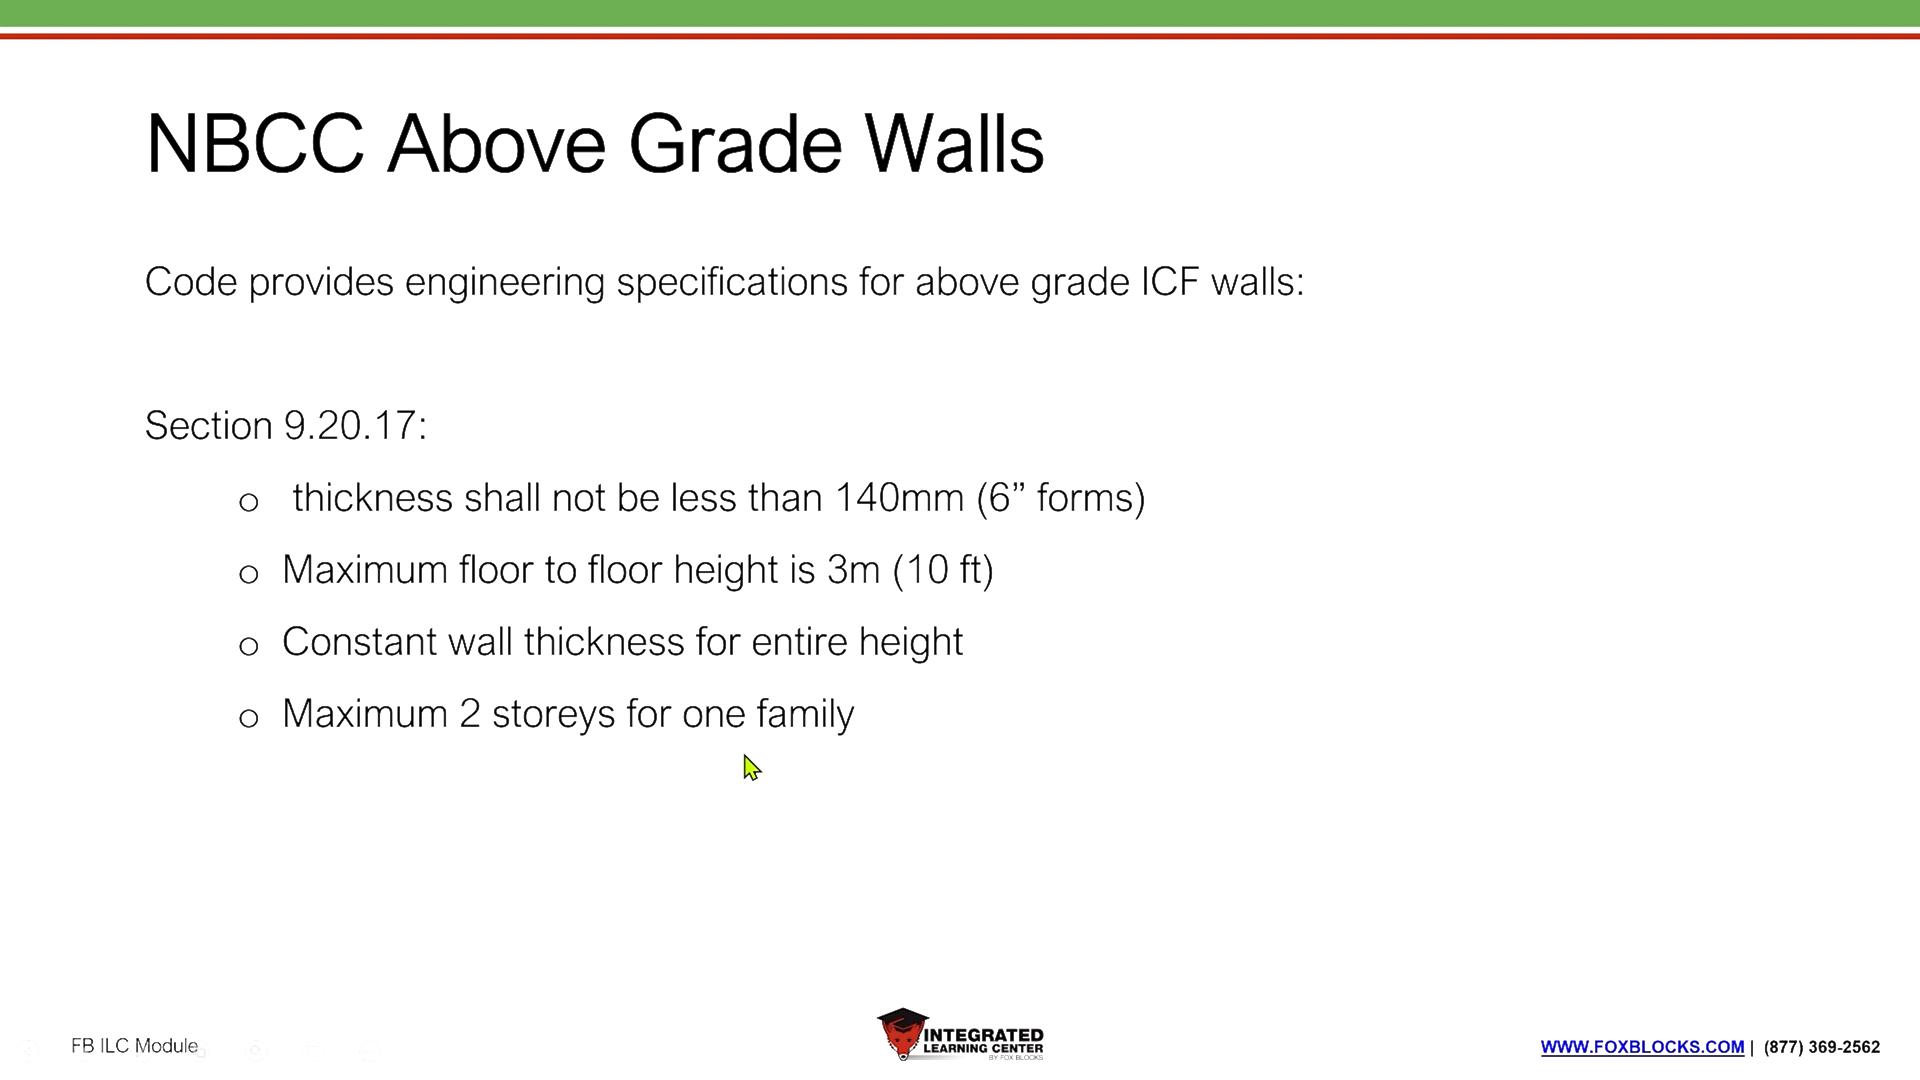 NBCC Above Grade Walls
Code provides engineering specifications for above grade ICF walls:
Section 9.20.17:
o thickness shall not be less than 140mm (6” forms)
o Maximum floor to floor height is 3m (10 ft)
o Constant wall thickness for entire height
o Maximum 2 storeys for one family
FB ILC Module
INTEGRATED
LEARNING CENTER
BY FOX BLOCKS
WWW.FOXBLOCKS.COM | (877) 369-2562